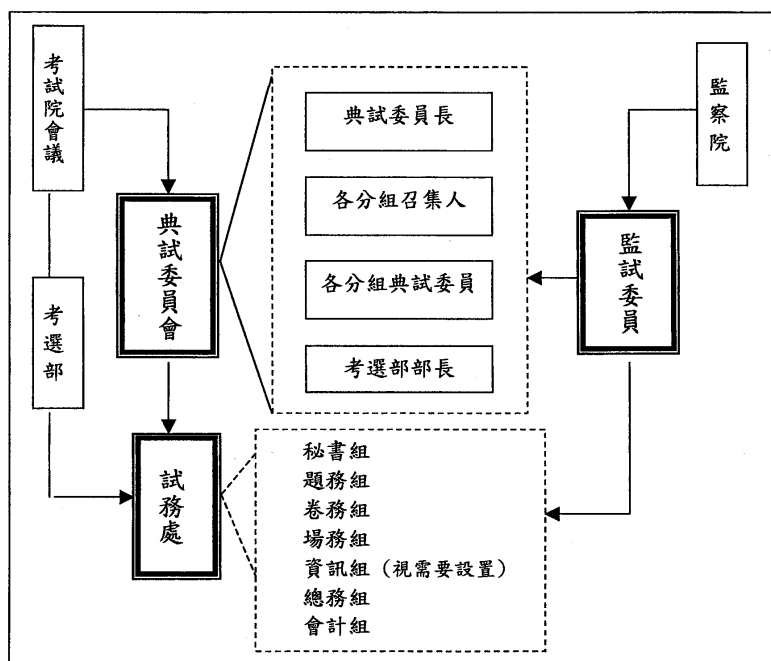 考試院會議
典試委員長
各分組召集人
各分組典試委員
考選部部長
監察院
典試委員會
監試委員
考選部
試務處
秘書組
題務組
卷務組
場務組
資訊組（視需要設置）
總務組
會計組